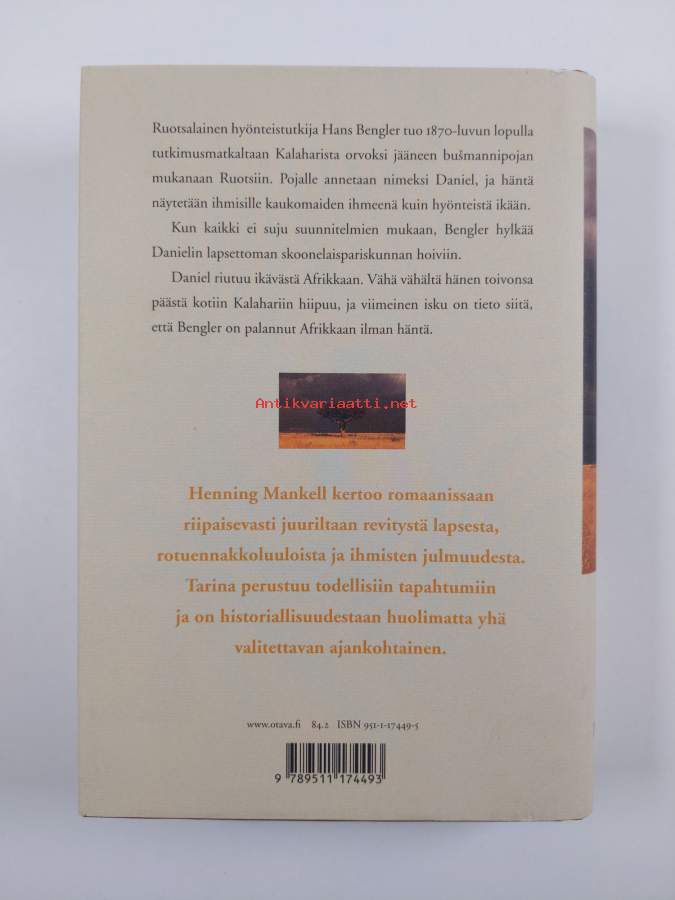 Ruotsalainen hyönteistutkija Hans Bengler tuo 1870-luvun lopulla
tutkimusmatkaltaan Kalaharista orvoksi jääneen bušmannipojan
mukanaan Ruotsiin. Pojalle annetaan nimeksi Daniel, ja häntä
näytetään ihmisille kaukomaiden ihmeenä kuin hyönteistä ikään.
Kun kaikki ei suju suunnitelmien mukaan, Bengler hylkää
Danielin lapsettoman skoonelaispariskunnan hoiviin.
Daniel riutuu ikävästä Afrikkaan. Vähä vähältä hänen toivonsa
päästä kotiin Kalahariin hiipuu, ja viimeinen isku on tieto siitä,
että Bengler on palannut Afrikkaan ilman häntä.
Antikvariaatti.net
Henning Mankell kertoo romaanissaan
riipaisevasti juuriltaan revitystä lapsesta,
rotuennakkoluuloista ja ihmisten julmuudesta.
Tarina perustuu todellisiin tapahtumiin
ja on historiallisuudestaan huolimatta yhä
valitettavan ajankohtainen.
www.otava.fi 84.2 ISBN 951-1-17449-5
9 789511 174493